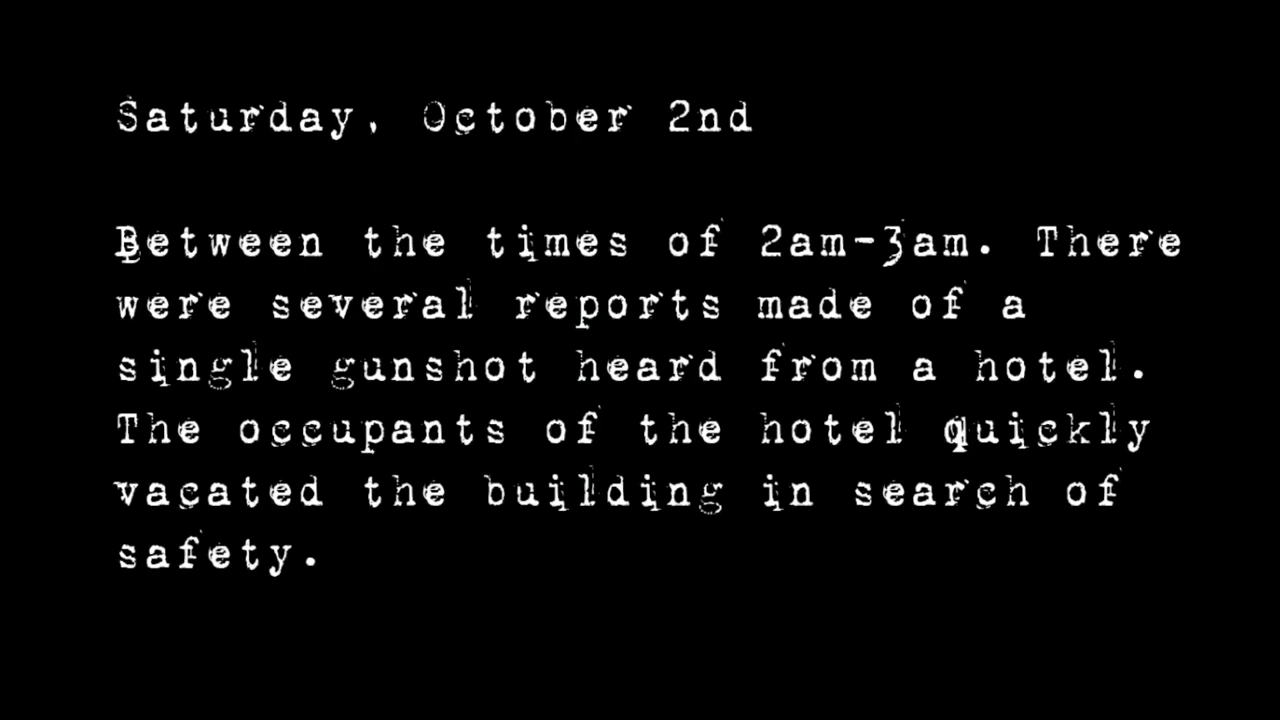 Saturday, October 2nd
Between the times of 2am-3am. There
were several reports made of a
single gunshot heard from a hotel.
The occupants of the hotel quickly
vacated the building in search of
safety.